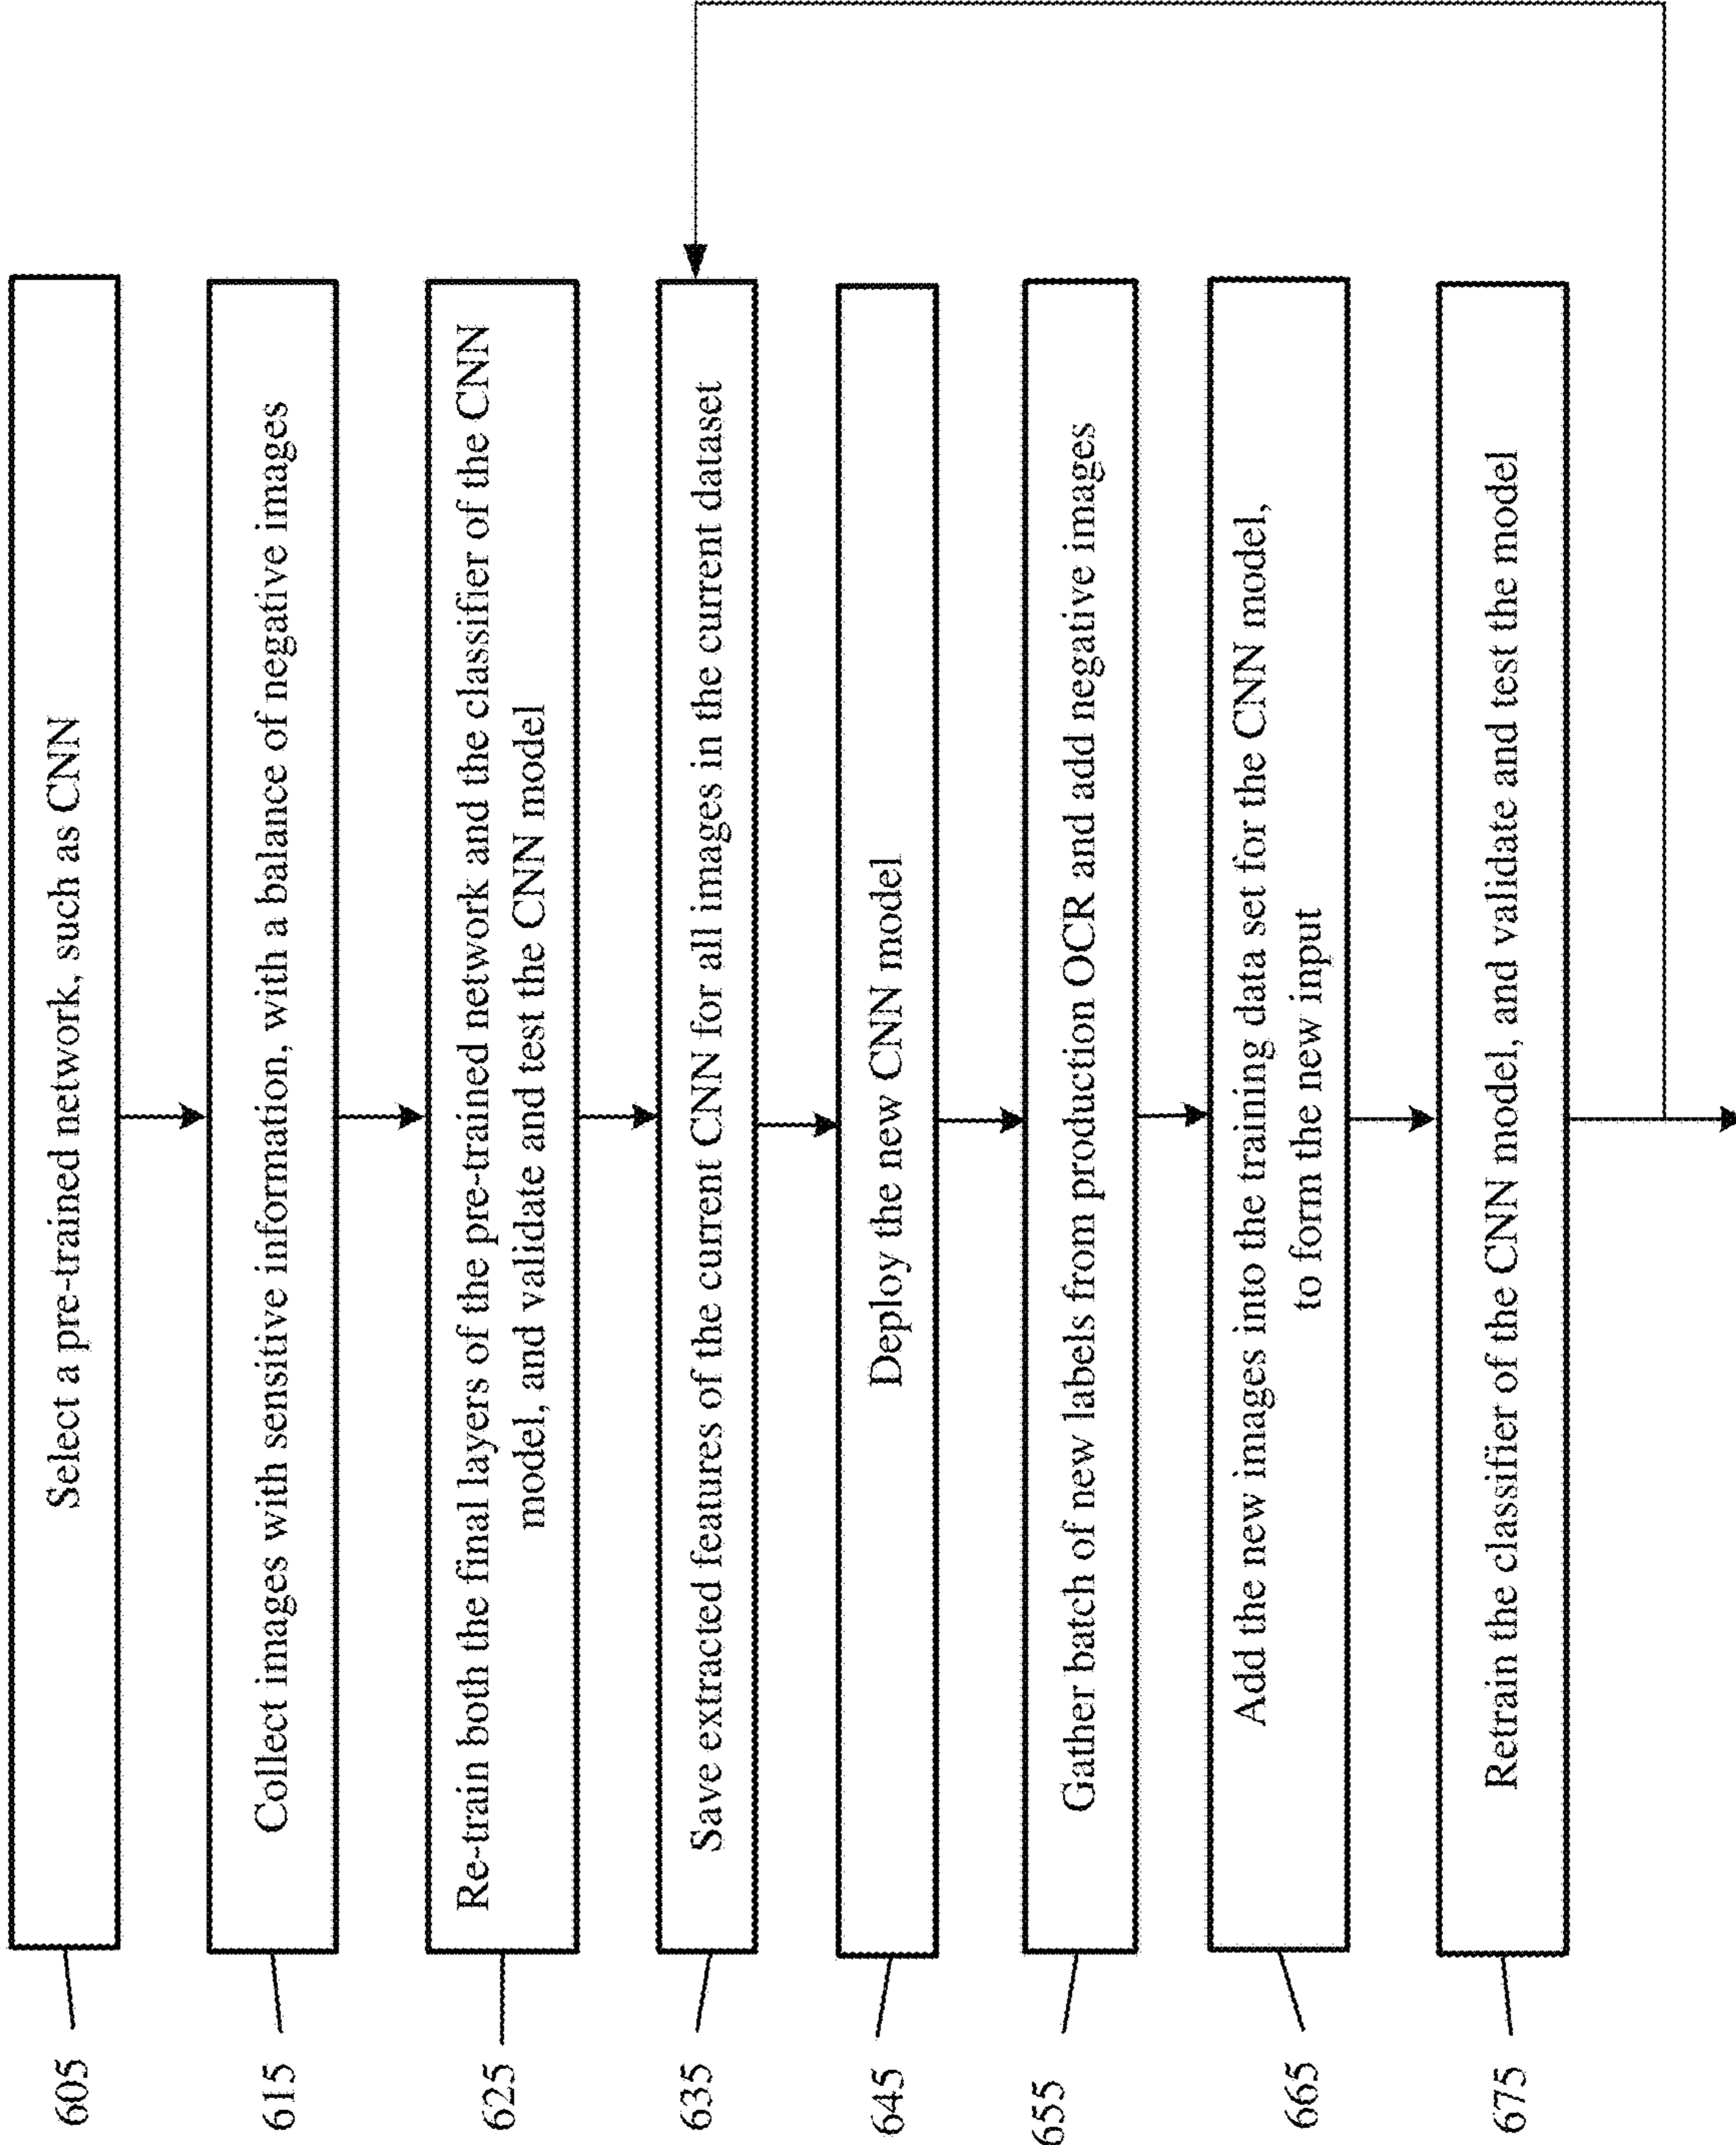 605
Select a pre-trained network, such as CNN
615
Collect images with sensitive information, with a balance of negative images
625
Re-train both the final layers of the pre-trained network and the classifier of the CNN
model, and validate and test the CNN model
635
Save extracted features of the current CNN for all images in the current dataset
645
Deploy the new CNN model
655
Gather batch of new labels from production OCR and add negative images
665
Add the new images into the training data set for the CNN model,
to form the new input
675
Retrain the classifier of the CNN model, and validate and test the model